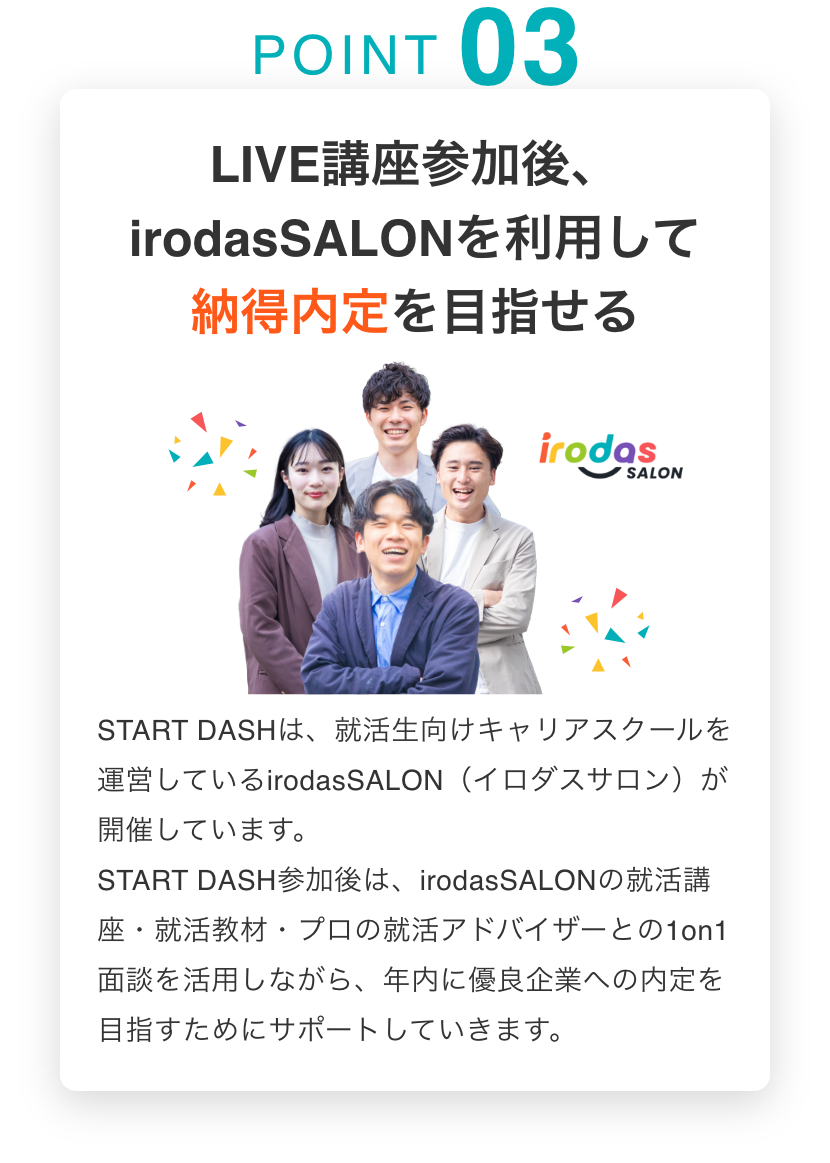 POINT 03
LIVE講座参加後、
irodasSALONを利用して
納得内定を目指せる
irodas
SALON
START DASHは、就活生向けキャリアスクールを
運営しているirodasSALON（イロダスサロン）が
開催しています。
START DASH参加後は、irodasSALONの就活講
座・就活教材・プロの就活アドバイザーとの1on1
面談を活用しながら、年内に優良企業への内定を
目指すためにサポートしていきます。